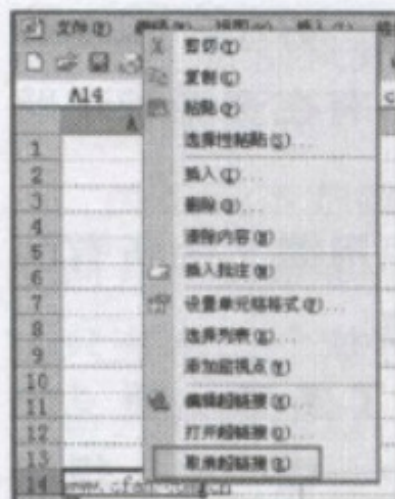 文件(F)
A14
A
剪切(T)
复制(C)
粘贴(P)
选择性粘贴(S)...
插入(I)...
删除(D)...
清除内容(N)
插入批注(M)
设置单元格格式(F)...
选择列表(K)...
添加监视点(W)
编辑超链接(H)...
打开超链接(O)...
取消超链接(R)
1
2
3
4
5
6
7
8
9
10
11
12
13
14